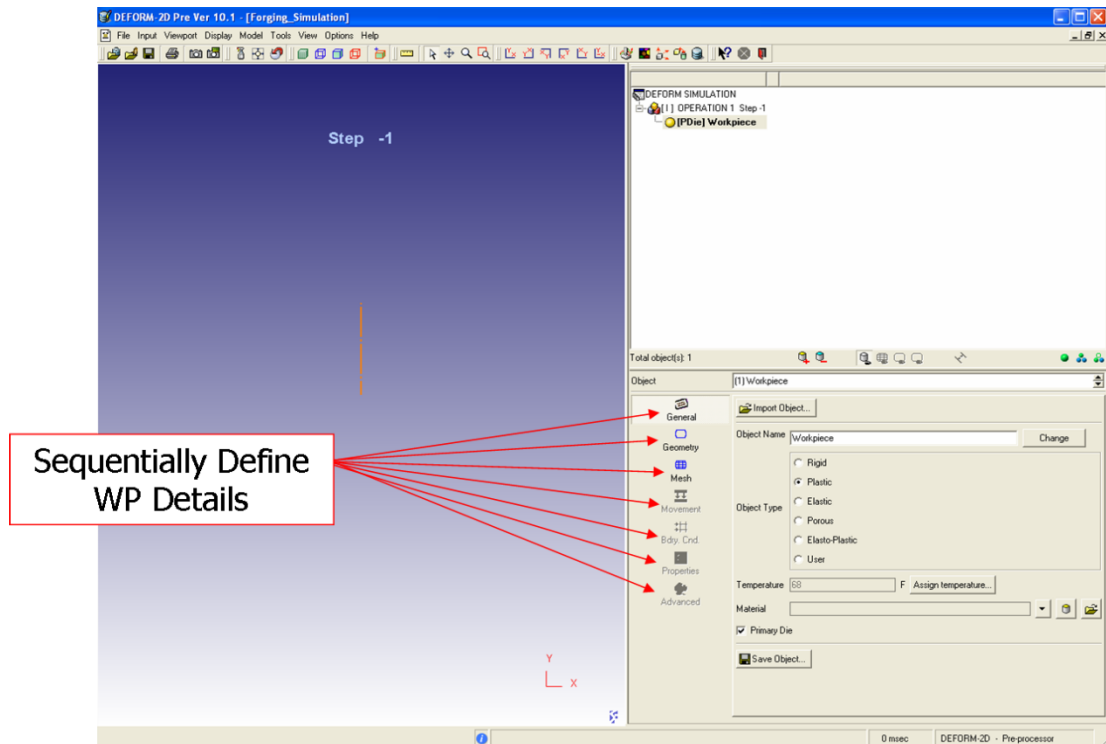 DEFORM-2D Pre Ver 10.1 - [Forging_Simulation]
File Input Viewport Display Model Tools View Options Help
Step -1
DEFORM SIMULATION
[1] OPERATION 1 Step -1
[PDie] Workpiece
Total object(s): 1
Object (1) Workpiece
General
Geometry
Mesh
Movement
Bdry. Cnd.
Properties
Advanced
Import Object...
Object Name Workpiece Change
Object Type
Rigid
Plastic
Elastic
Porous
Elasto-Plastic
User
Temperature 68 F Assign temperature...
Material
Primary Die
Save Object...
Sequentially Define
WP Details
Y
X
0 msec DEFORM-2D - Pre-processor